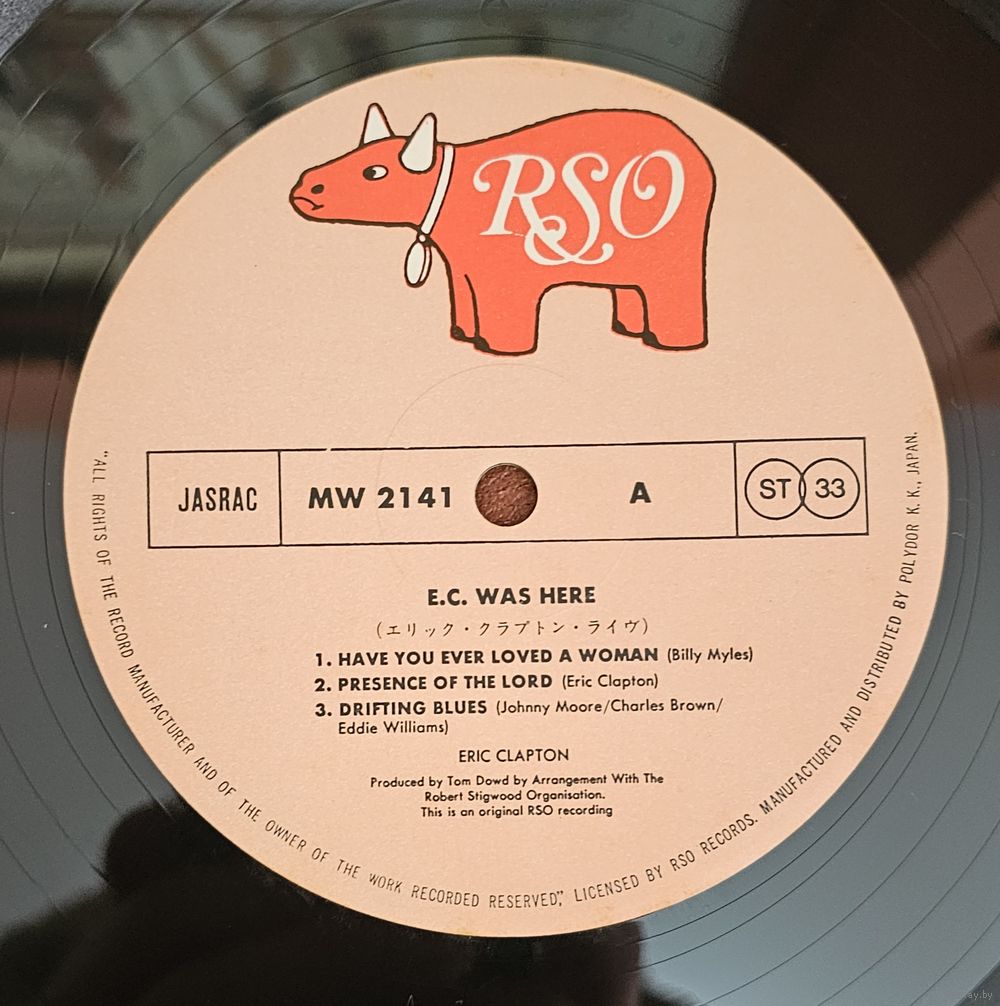 RSO
JASRAC
MW 2141
A
ST 33
E.C. WAS HERE
(エリック・クラプトン・ライヴ)
1. HAVE YOU EVER LOVED A WOMAN (Billy Myles)
2. PRESENCE OF THE LORD (Eric Clapton)
3. DRIFTING BLUES (Johnny Moore/Charles Brown/
Eddie Williams)
ERIC CLAPTON
Produced by Tom Dowd by Arrangement With The
Robert Stigwood Organisation.
This is an original RSO recording
"ALL RIGHTS OF THE RECORD MANUFACTURER AND OF THE OWNER OF THE WORK RECORDED RESERVED", LICENSED BY RSO RECORDS. MANUFACTURED AND DISTRIBUTED BY POLYDOR K. K., JAPAN.